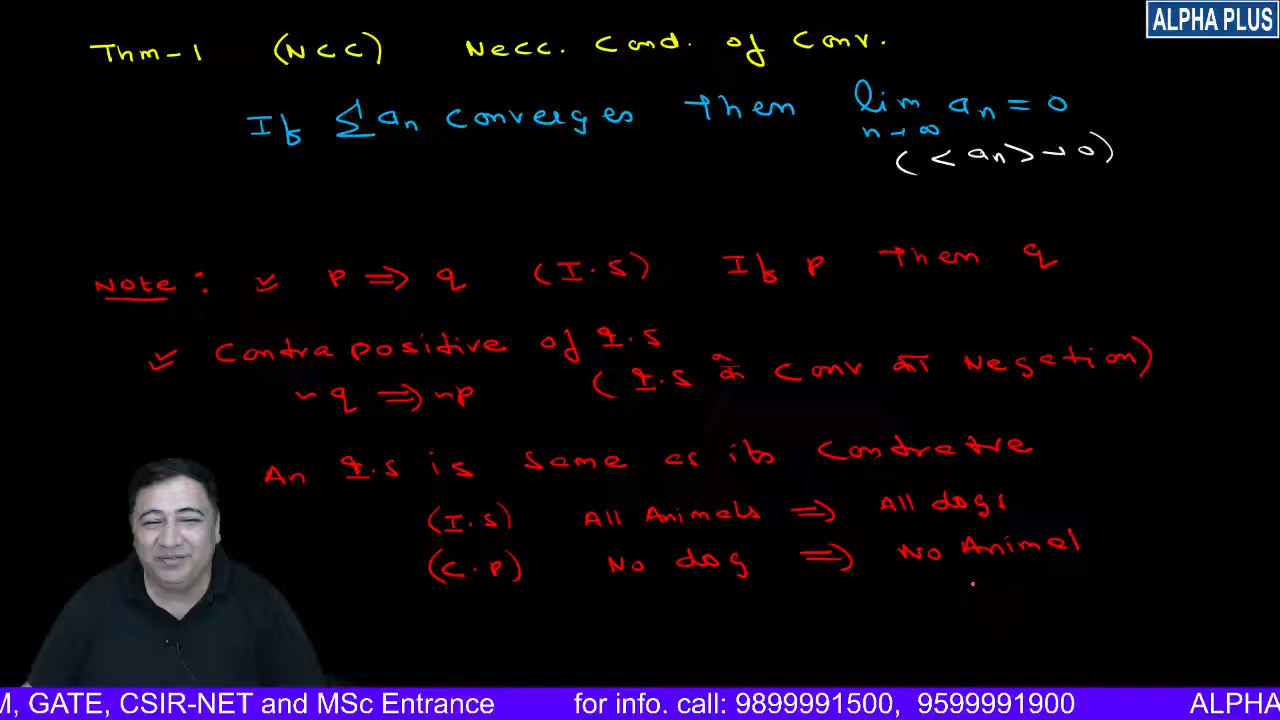 ALPHA PLUS
Thm-1 (NCC) Necc. Cond. of Conv.
If Σan converges Then lim an = 0
n→∞
(<an>→0)
Note: ✓ p ⇒ q (I.S) If p Then q
✓ Contrapositive of I.S
~q ⇒ ~p (I.S का Conv का Negation)
An I.S is same as its Contratve
(I.S) All Animals ⇒ All dogs
(C.P) No dog ⇒ No Animal
M, GATE, CSIR-NET and MSc Entrance for info. call: 9899991500, 9599991900 ALPHA